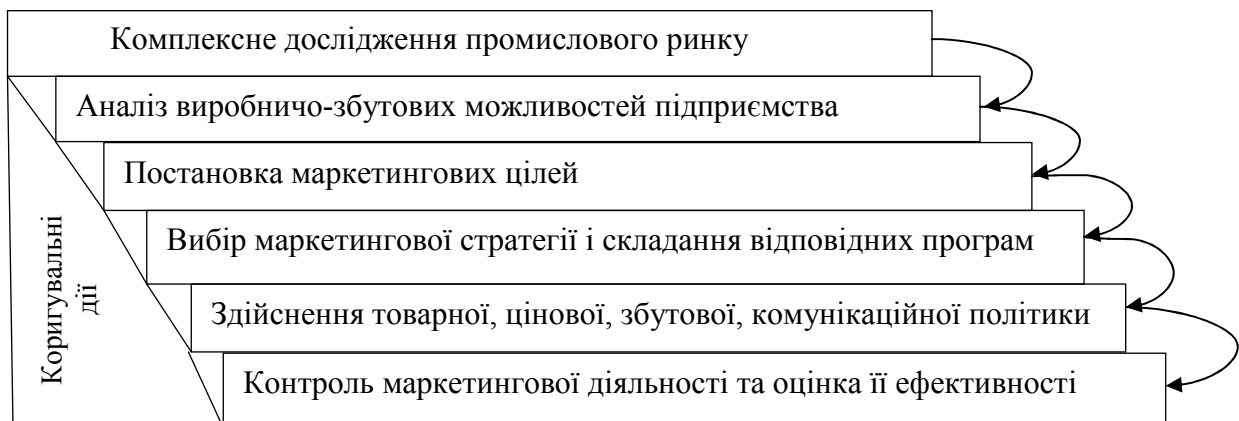 Комплексне дослідження промислового ринку
Аналіз виробничо-збутових можливостей підприємства
Постановка маркетингових цілей
Вибір маркетингової стратегії і складання відповідних програм
Здійснення товарної, цінової, збутової, комунікаційної політики
Контроль маркетингової діяльності та оцінка її ефективності
Коригувальні
дії